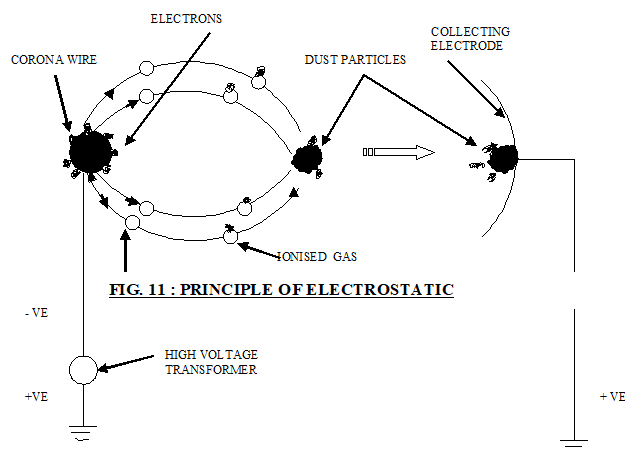 ELECTRONS
COLLECTING
ELECTRODE
CORONA WIRE
DUST PARTICLES
IONISED GAS
FIG. 11 : PRINCIPLE OF ELECTROSTATIC
- VE
HIGH VOLTAGE
TRANSFORMER
+VE
+ VE